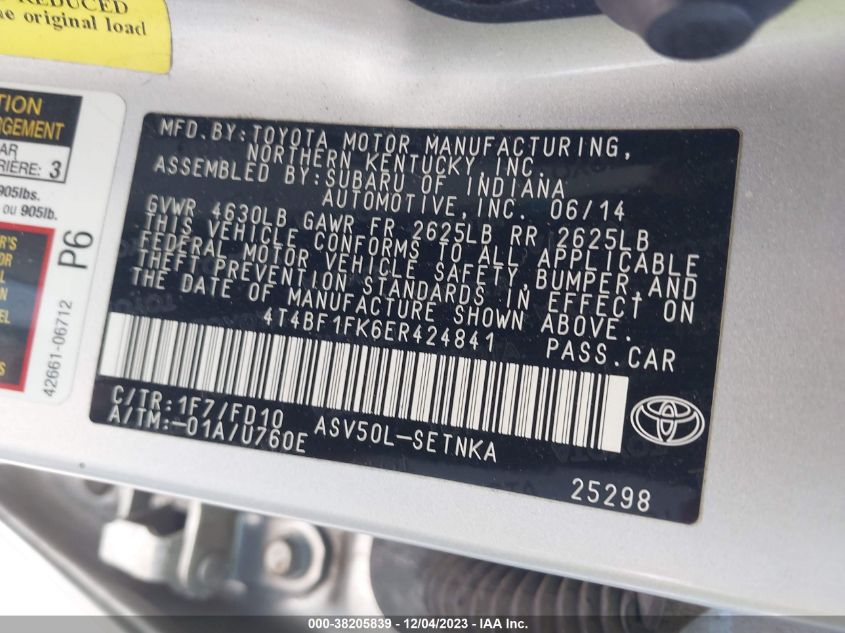 REDUCED
e original load
TION
RGEMENT
AR
RIÈRE: 3
905lbs.
ou 905lb.
R'S
OR
AL
EL
P6
42661-06712
MFD.BY:TOYOTA MOTOR MANUFACTURING,
NORTHERN KENTUCKY,INC.
ASSEMBLED BY:SUBARU OF INDIANA
AUTOMOTIVE,INC. 06/14
GVWR 4630LB GAWR FR 2625LB RR 2625LB
THIS VEHICLE CONFORMS TO ALL APPLICABLE
FEDERAL MOTOR VEHICLE SAFETY,BUMPER,AND
THEFT PREVENTION STANDARDS IN EFFECT ON
THE DATE OF MANUFACTURE SHOWN ABOVE.
4T4BF1FK6ER424841 PASS.CAR
C/TR:1F7/FD10
A/TM:-01A/U760E ASV50L-SETNKA
25298
000-38205839 - 12/04/2023 - IAA Inc.